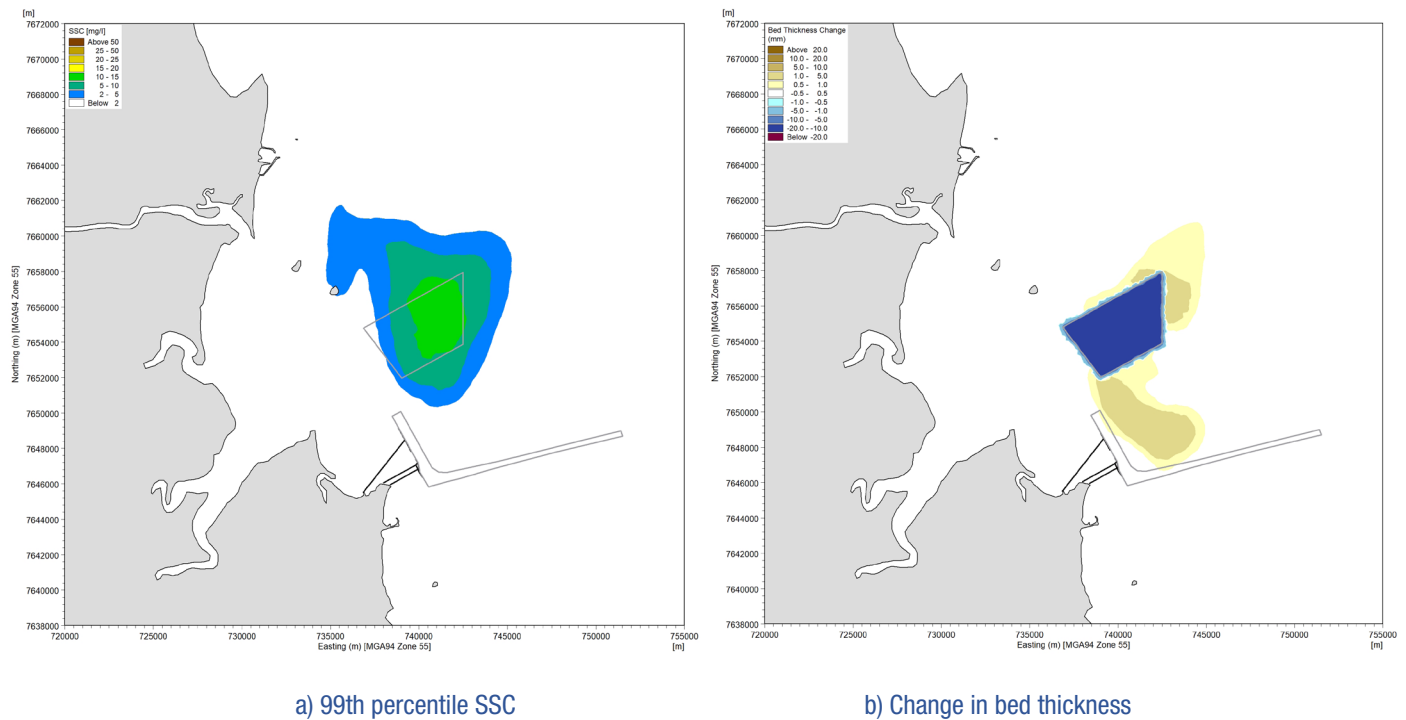 [m]
7672000
7670000
7668000
7666000
7664000
7662000
7660000
7658000
7656000
7654000
7652000
7650000
7648000
7646000
7644000
7642000
7640000
7638000
Northing (m) [MGA94 Zone 55]
SSC [mg/l]
Above 50
25 - 50
20 - 25
15 - 20
10 - 15
5 - 10
2 - 5
Below 2
720000 725000 730000 735000 740000 745000 750000 755000
Easting (m) [MGA94 Zone 55] [m]
a) 99th percentile SSC
[m]
7672000
7670000
7668000
7666000
7664000
7662000
7660000
7658000
7656000
7654000
7652000
7650000
7648000
7646000
7644000
7642000
7640000
7638000
Northing (m) [MGA94 Zone 55]
Bed Thickness Change
(mm)
Above 20.0
10.0 - 20.0
5.0 - 10.0
1.0 - 5.0
0.5 - 1.0
-0.5 - 0.5
-1.0 - -0.5
-5.0 - -1.0
-10.0 - -5.0
-20.0 - -10.0
Below -20.0
720000 725000 730000 735000 740000 745000 750000 755000
Easting (m) [MGA94 Zone 55] [m]
b) Change in bed thickness